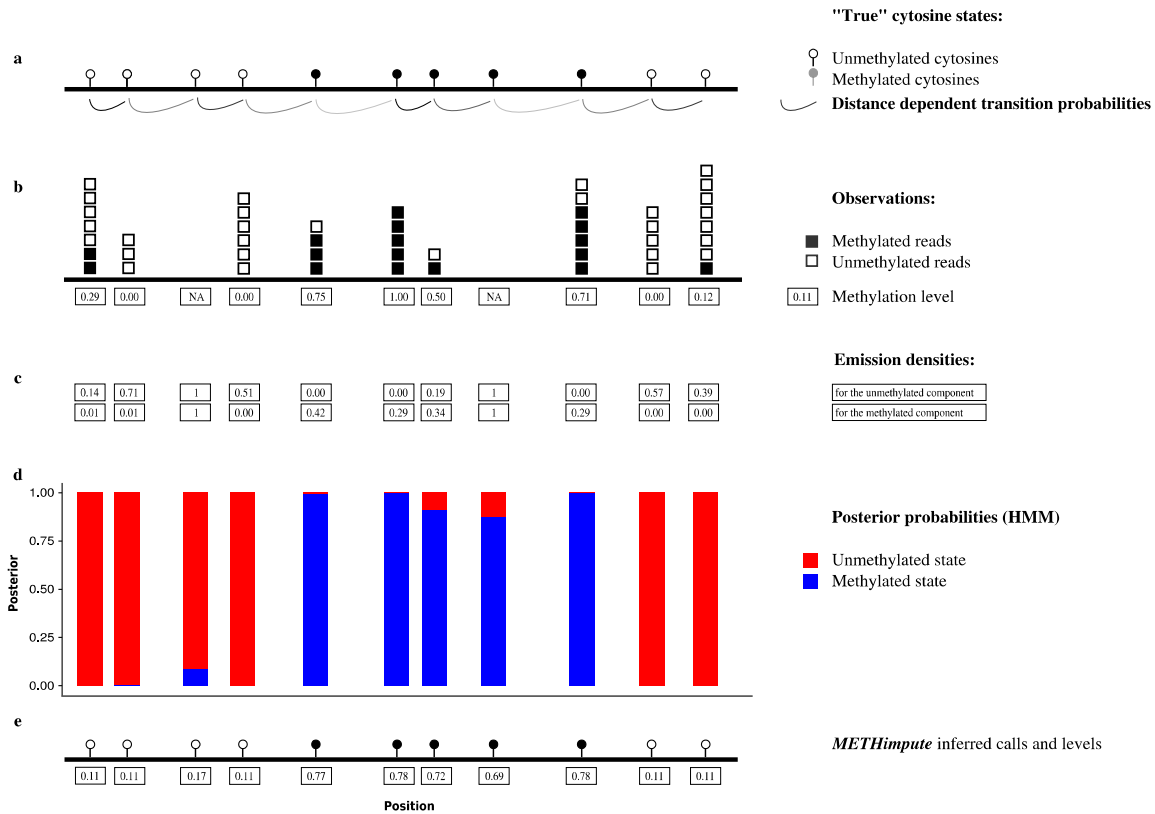 "True" cytosine states:
a
Unmethylated cytosines
Methylated cytosines
Distance dependent transition probabilities
b
Observations:
Methylated reads
Unmethylated reads
0.29 0.00 NA 0.00 0.75 1.00 0.50 NA 0.71 0.00 0.12 0.11 Methylation level
Emission densities:
c
0.14 0.71 1 0.51 0.00 0.00 0.19 1 0.00 0.57 0.39 for the unmethylated component
0.01 0.01 1 0.00 0.42 0.29 0.34 1 0.29 0.00 0.00 for the methylated component
d
1.00
0.75
0.50
0.25
0.00
Posterior
Posterior probabilities (HMM)
Unmethylated state
Methylated state
e
METHimpute inferred calls and levels
0.11 0.11 0.17 0.11 0.77 0.78 0.72 0.69 0.78 0.11 0.11
Position